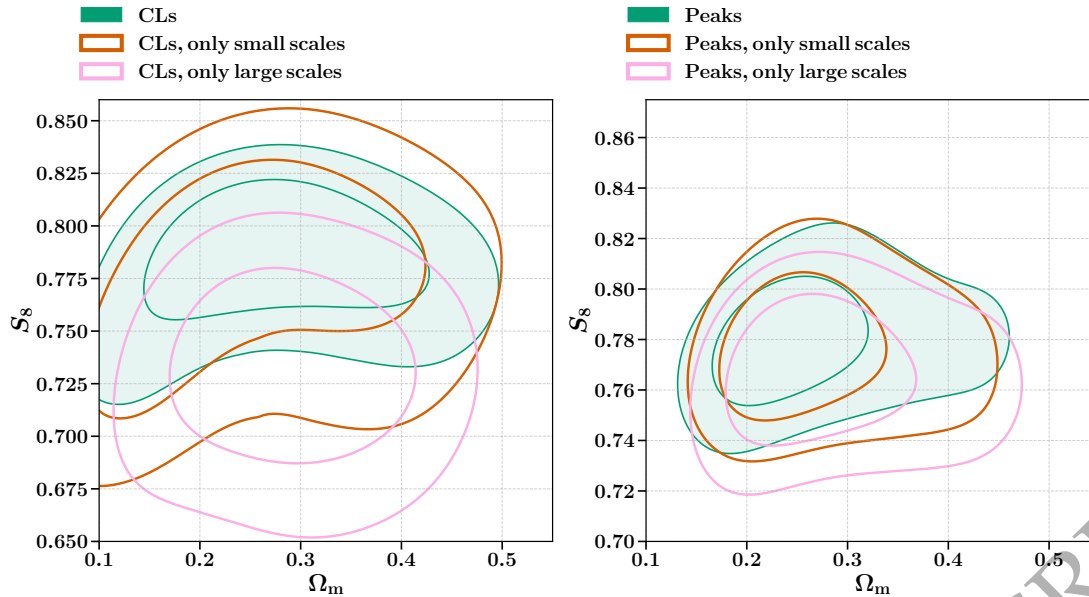 CLs
CLs, only small scales
CLs, only large scales
0.850
0.825
0.800
0.775
0.750
0.725
0.700
0.675
0.650
S8
0.1 0.2 0.3 0.4 0.5
Ωm
Peaks
Peaks, only small scales
Peaks, only large scales
0.86
0.84
0.82
0.80
0.78
0.76
0.74
0.72
0.70
S8
0.1 0.2 0.3 0.4 0.5
Ωm